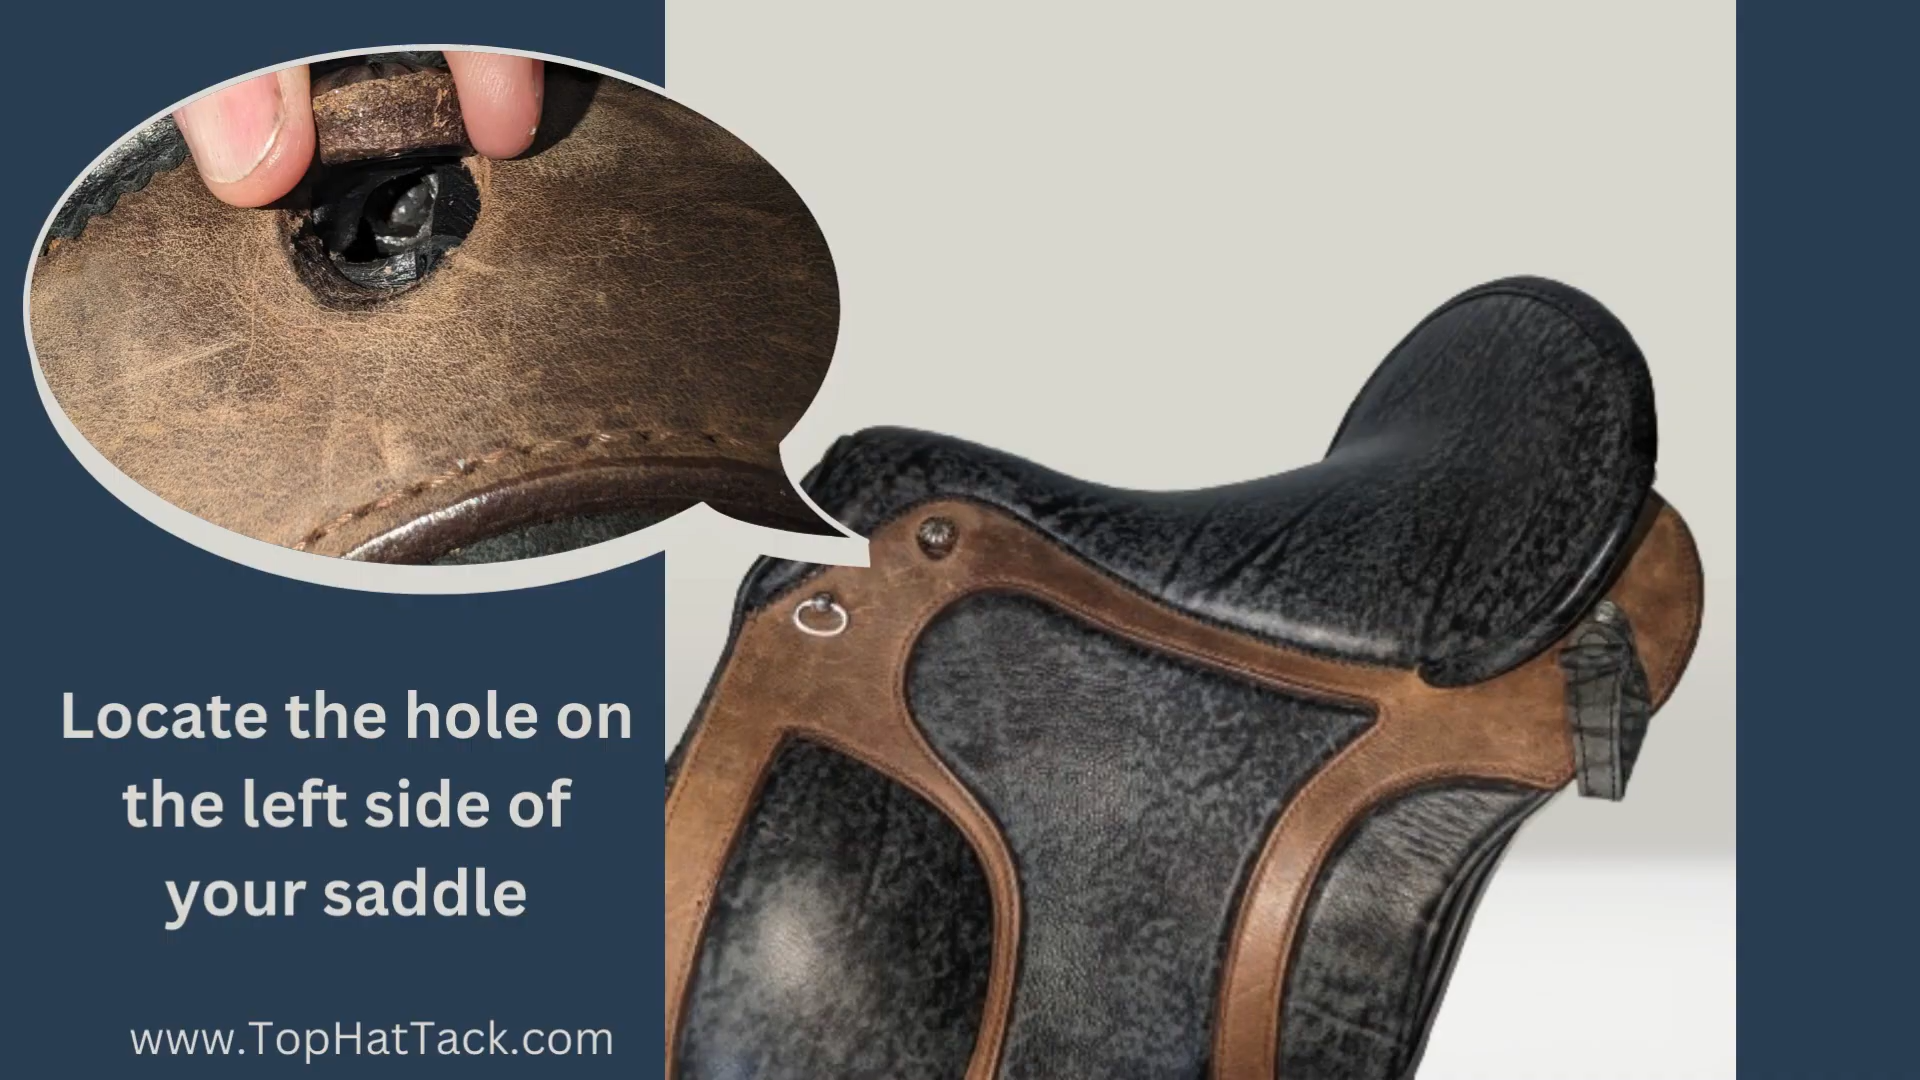 Locate the hole on
the left side of
your saddle
www.TopHatTack.com